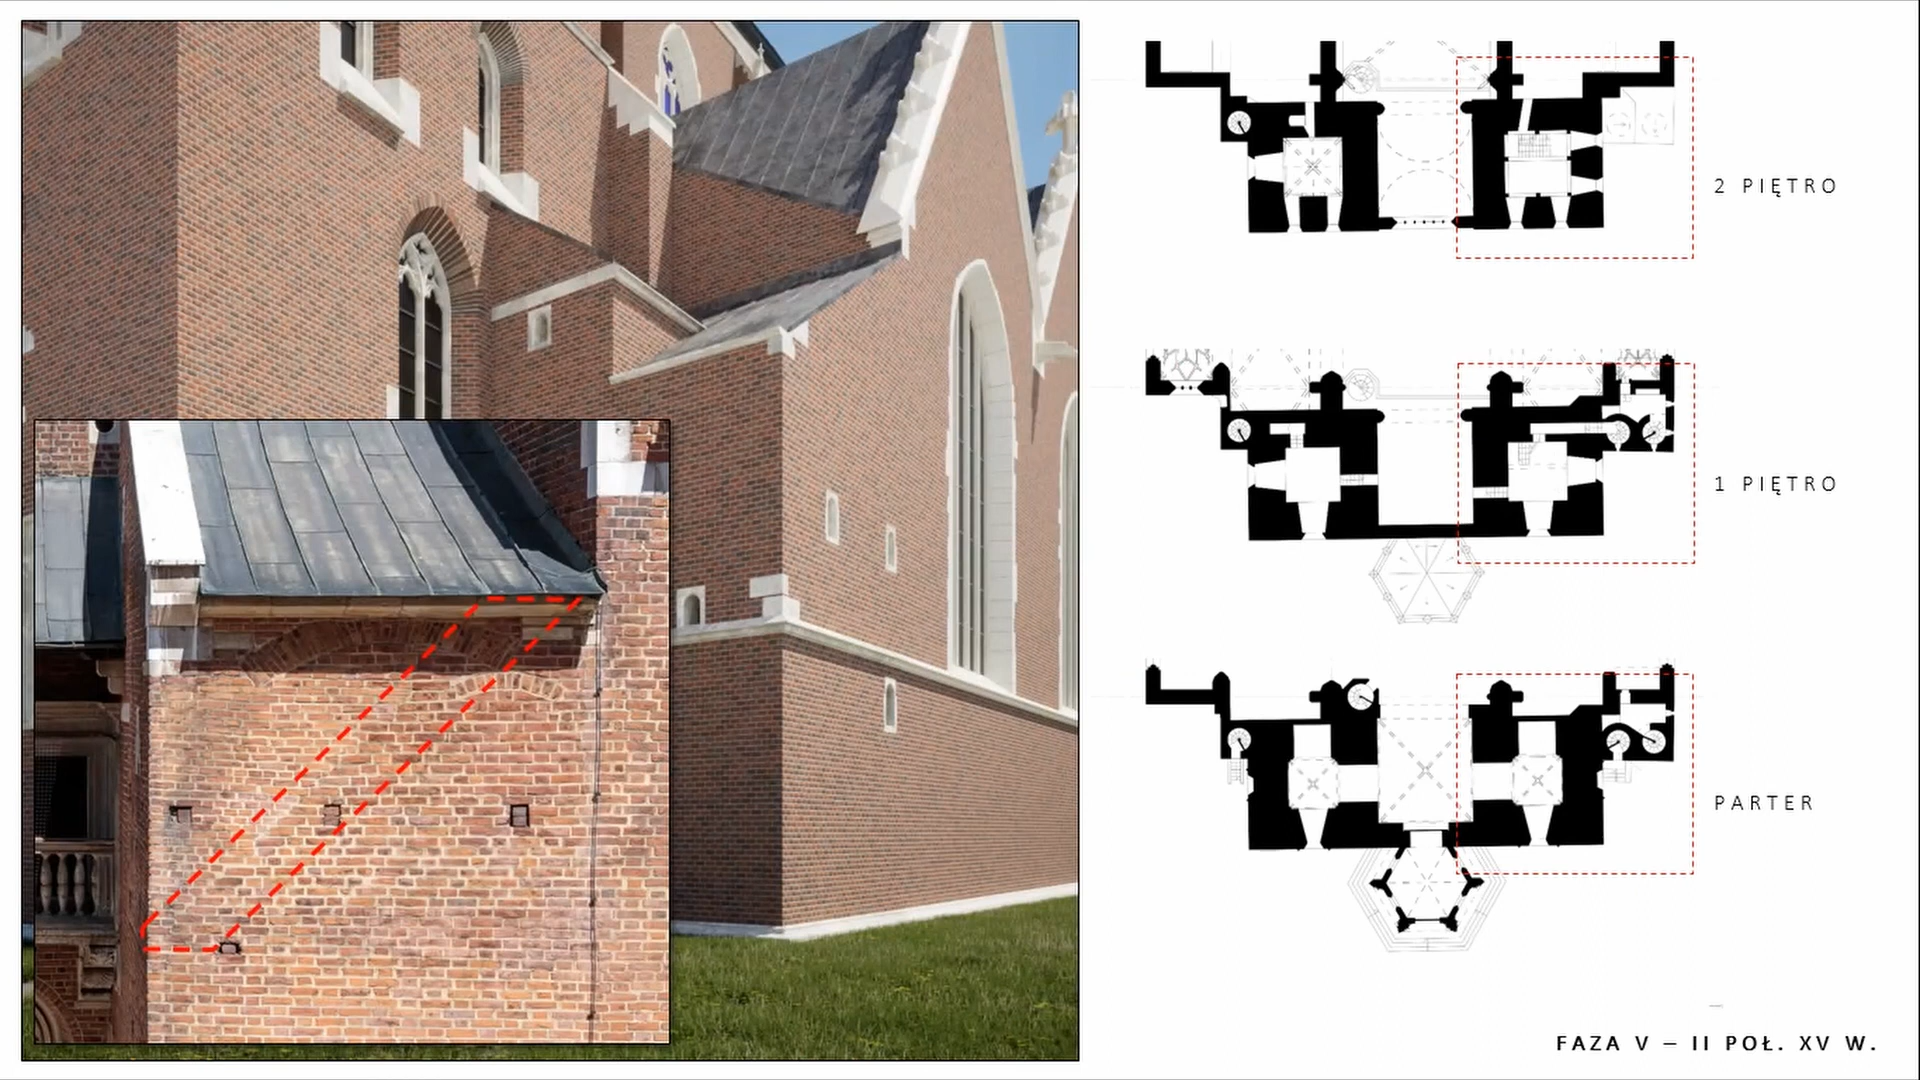 2 PIĘTRO
1 PIĘTRO
PARTER
FAZA V – II POŁ. XV W.